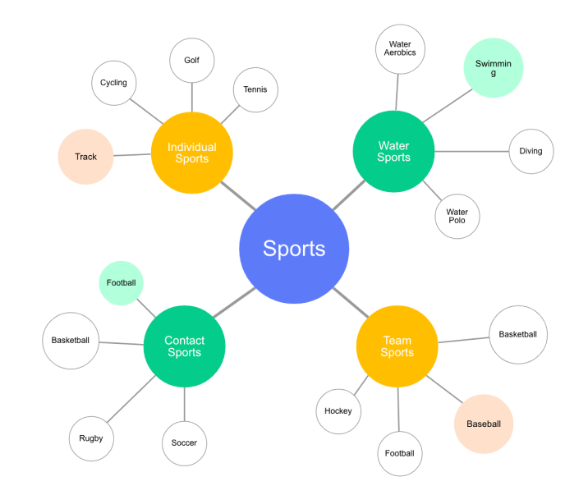 Water
Aerobics
Swimmin
g
Golf
Cycling
Tennis
Individual
Sports
Track
Water
Sports
Diving
Water
Polo
Sports
Football
Basketball
Contact
Sports
Rugby
Soccer
Team
Sports
Basketball
Hockey
Football
Baseball